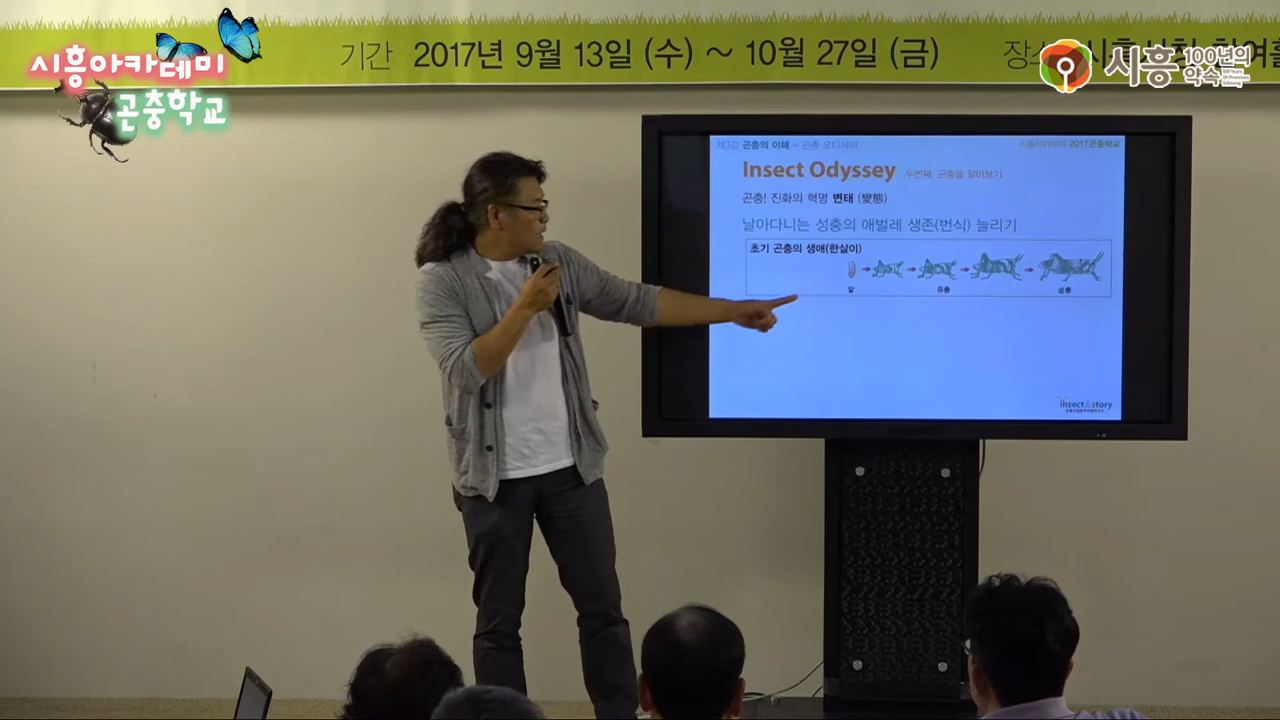 기간 2017년 9월 13일 (수) ~ 10월 27일 (금)
시흥아카데미
곤충학교
시흥 100년의
약속
제3강 곤충의 이해 - 곤충 오디세이
시흥아카데미 2017곤충학교
Insect Odyssey 두번째, 곤충을 알아보기
곤충! 진화의 혁명 변태 (變態)
날아다니는 성충의 애벌레 생존(번식) 늘리기
초기 곤충의 생애(한살이)
알 유충 성충
Insect&story